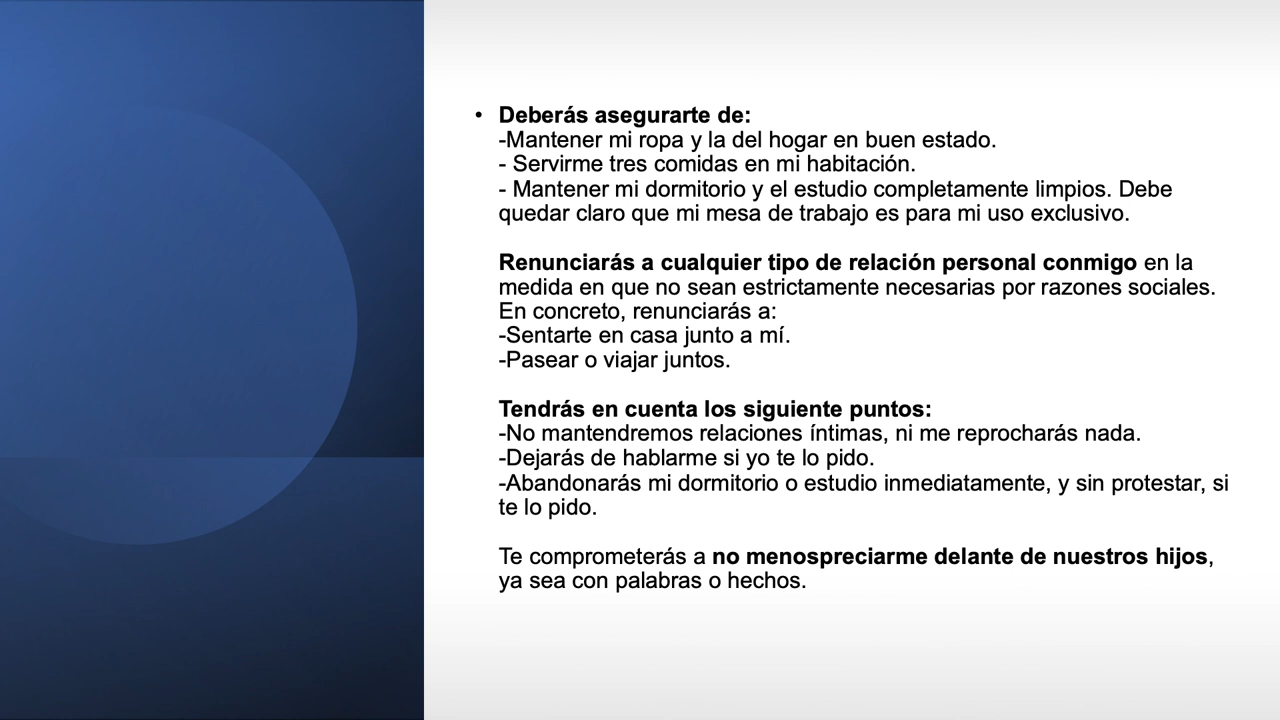 • Deberás asegurarte de:
-Mantener mi ropa y la del hogar en buen estado.
- Servirme tres comidas en mi habitación.
- Mantener mi dormitorio y el estudio completamente limpios. Debe
quedar claro que mi mesa de trabajo es para mi uso exclusivo.
Renunciarás a cualquier tipo de relación personal conmigo en la
medida en que no sean estrictamente necesarias por razones sociales.
En concreto, renunciarás a:
-Sentarte en casa junto a mí.
-Pasear o viajar juntos.
Tendrás en cuenta los siguiente puntos:
-No mantendremos relaciones íntimas, ni me reprocharás nada.
-Dejarás de hablarme si yo te lo pido.
-Abandonarás mi dormitorio o estudio inmediatamente, y sin protestar, si
te lo pido.
Te comprometerás a no menospreciarme delante de nuestros hijos,
ya sea con palabras o hechos.